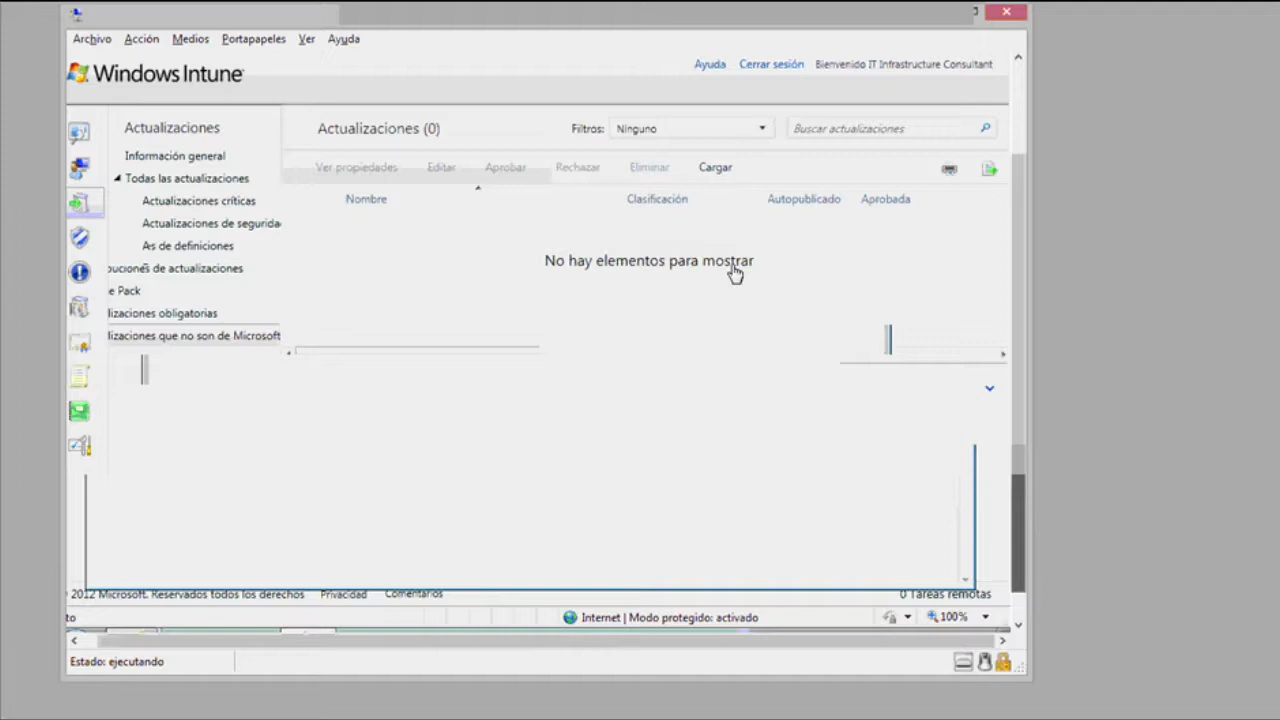 Archivo Acción Medios Portapapeles Ver Ayuda
Windows Intune
Ayuda Cerrar sesión Bienvenido IT Infrastructure Consultant
Actualizaciones
Información general
Todas las actualizaciones
Actualizaciones críticas
Actualizaciones de segurida
As de definiciones
buciones de actualizaciones
e Pack
lizaciones obligatorias
lizaciones que no son de Microsoft
Actualizaciones (0)
Filtros: Ninguno
Buscar actualizaciones
Ver propiedades Editar Aprobar Rechazar Eliminar Cargar
Nombre Clasificación Autopublicado Aprobada
No hay elementos para mostrar
2012 Microsoft. Reservados todos los derechos Privacidad Comentarios 0 Tareas remotas
to
Internet | Modo protegido: activado
100%
Estado: ejecutando